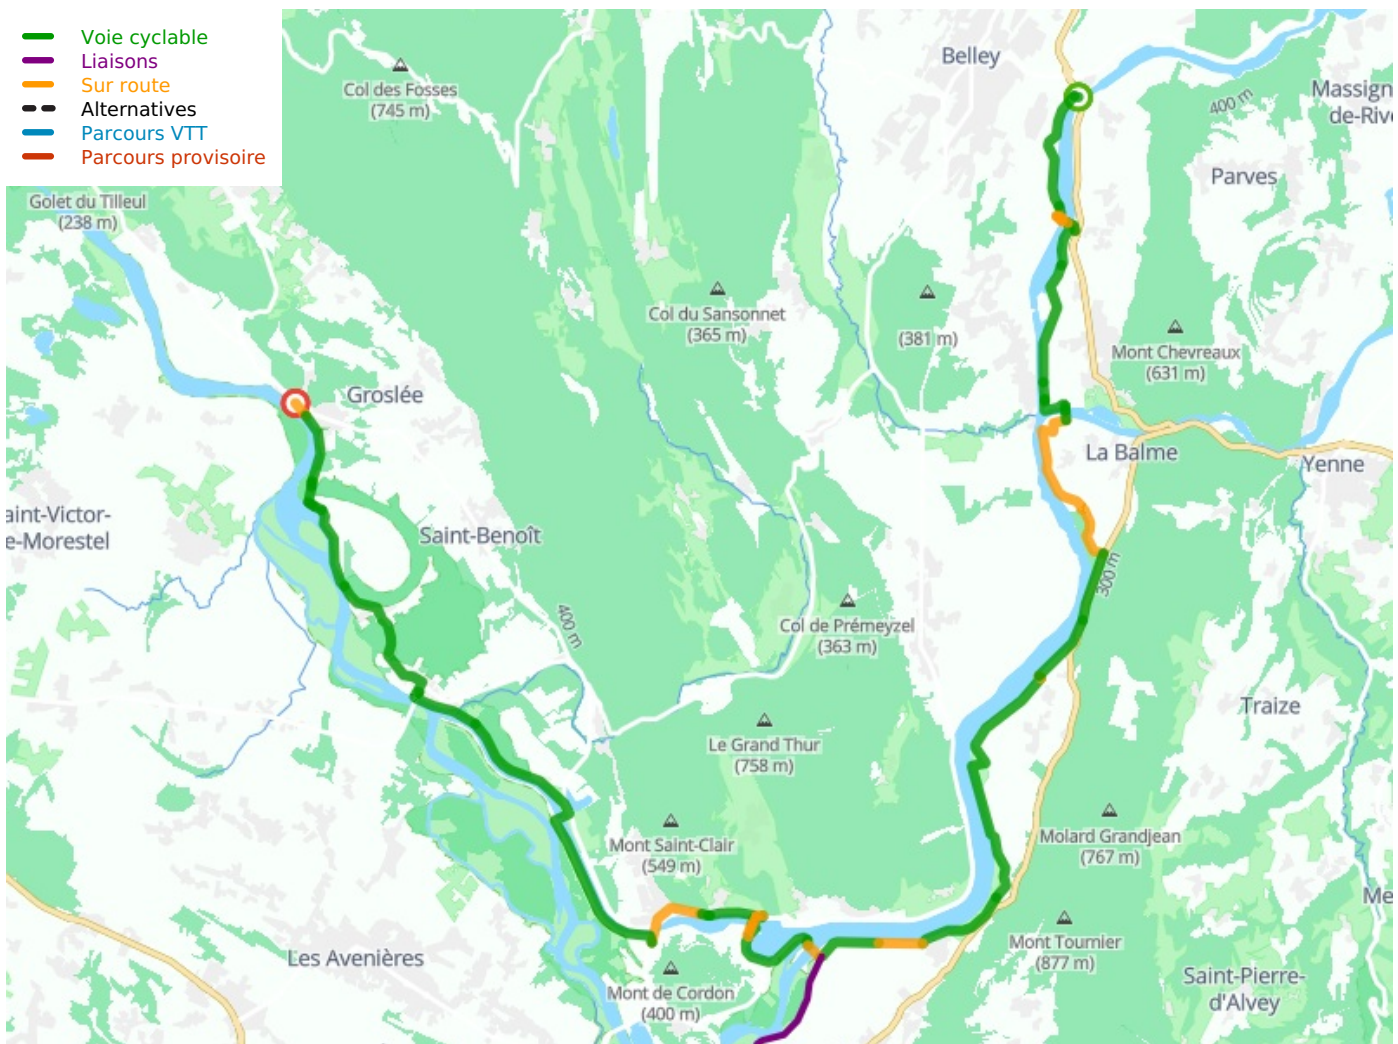 Voie cyclable
Liaisons
Sur route
Alternatives
Parcours VTT
Parcours provisoire
Belley
Col des Fosses
(745 m)
400 m
Massign
de-Rive
Parves
Golet du Tilleul
(238 m)
Col du Sansonnet
(365 m)
(381 m)
Mont Chevreaux
(631 m)
Groslée
La Balme
Yenne
aint-Victor-
e-Morestel
Saint-Benoît
300 m
400 m
Col de Prémeyzel
(363 m)
Traize
Le Grand Thur
(758 m)
Mont Saint-Clair
(549 m)
Molard Grandjean
(767 m)
Me
Les Avenières
Mont Tournier
(877 m)
Mont de Cordon
(400 m)
Saint-Pierre-
d'Alvey